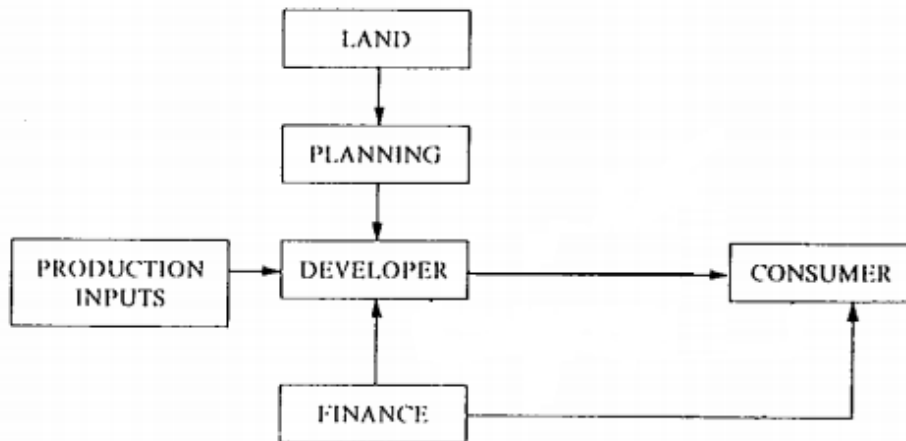 LAND
PLANNING
PRODUCTION
INPUTS
DEVELOPER
CONSUMER
FINANCE